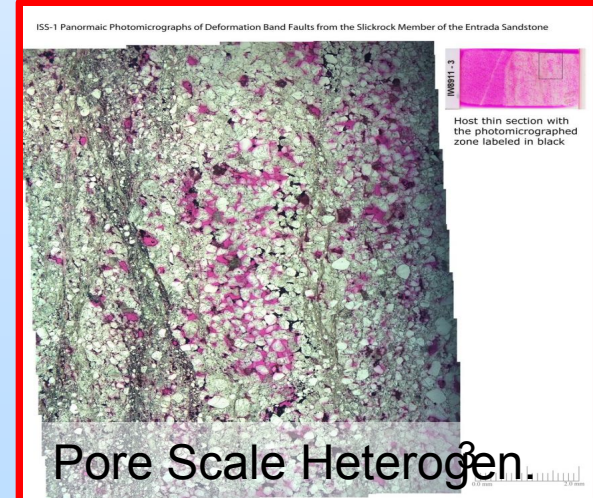 ISS-1 Panormaic Photomicrographs of Deformation Band Faults from the Slickrock Member of the Entrada Sandstone
IW8911 - 3
Host thin section with
the photomicrographed
zone labeled in black
Pore Scale Heterogen.
3
0.0 mm 2.0 mm